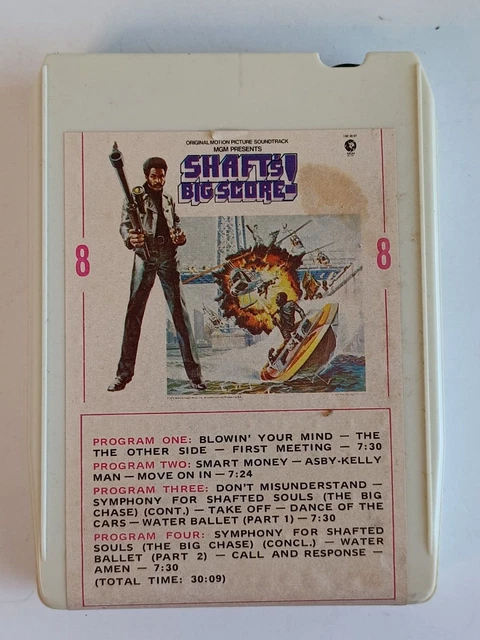 ORIGINAL MOTION PICTURE SOUNDTRACK
MGM PRESENTS
SHAFT'S
BIG SCORE!
8 8
PROGRAM ONE: BLOWIN' YOUR MIND — THE
THE OTHER SIDE — FIRST MEETING — 7:30
PROGRAM TWO: SMART MONEY — ASBY-KELLY
MAN — MOVE ON IN — 7:24
PROGRAM THREE: DON'T MISUNDERSTAND —
SYMPHONY FOR SHAFTED SOULS (THE BIG
CHASE) (CONT.) — TAKE OFF — DANCE OF THE
CARS — WATER BALLET (PART 1) — 7:30
PROGRAM FOUR: SYMPHONY FOR SHAFTED
SOULS (THE BIG CHASE) (CONCL.) — WATER
BALLET (PART 2) — CALL AND RESPONSE —
AMEN — 7:30
(TOTAL TIME: 30:09)